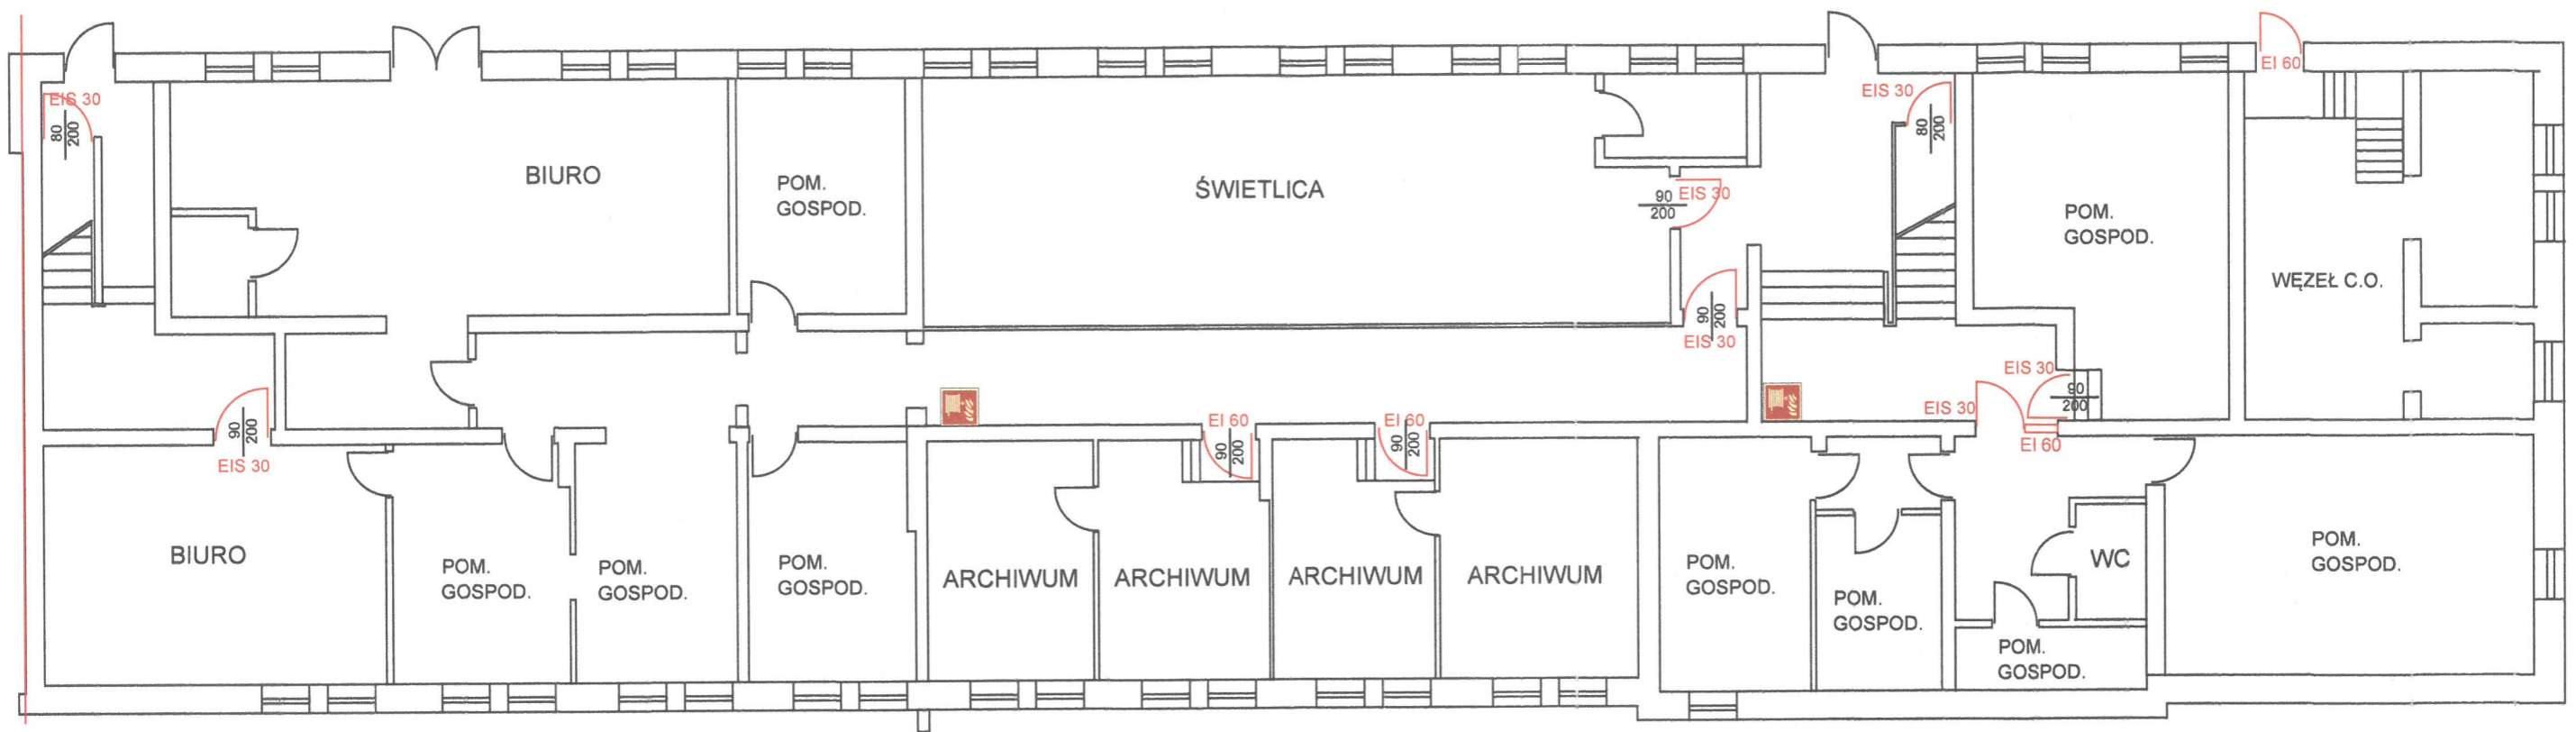 EI 60
EIS 30
80
200
EIS 30
80
200
BIURO
POM.
GOSPOD.
ŚWIETLICA
90
200
EIS 30
POM.
GOSPOD.
WĘZEŁ C.O.
90
200
EIS 30
EIS 30
90
200
EIS 30
EI 60
90
200
EIS 30
EI 60
90
200
EI 60
90
200
BIURO
POM.
GOSPOD.
POM.
GOSPOD.
POM.
GOSPOD.
ARCHIWUM
ARCHIWUM
ARCHIWUM
ARCHIWUM
POM.
GOSPOD.
POM.
GOSPOD.
WC
POM.
GOSPOD.
POM.
GOSPOD.